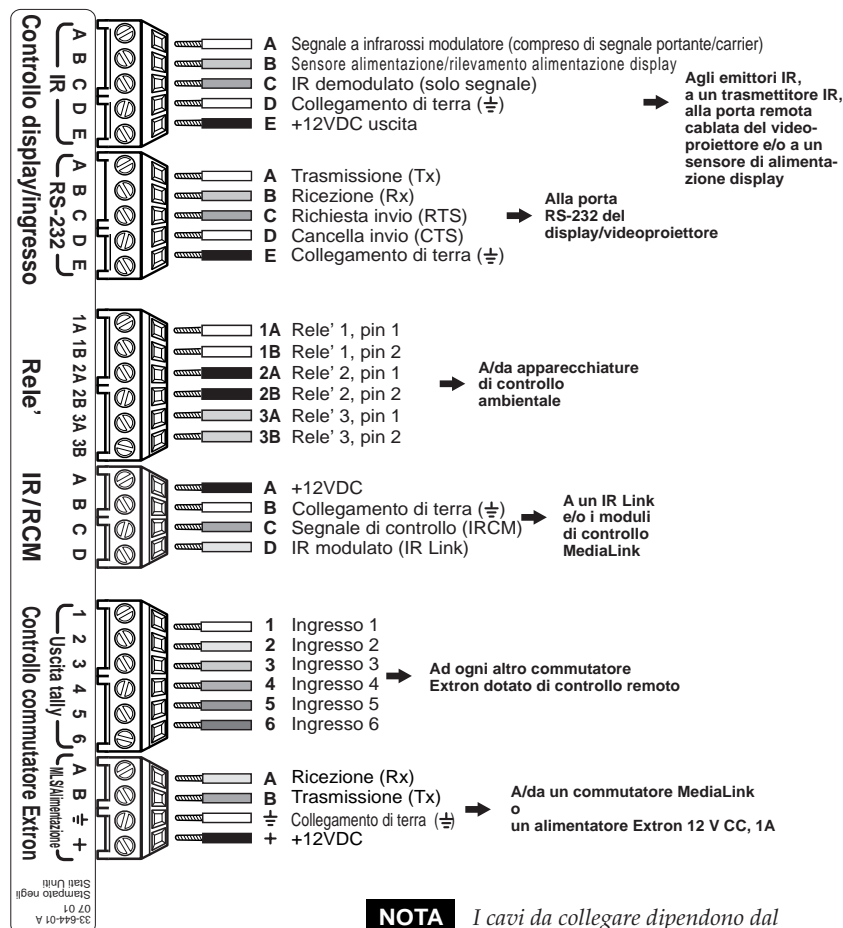 Controllo display/ingresso
IR
A B C D E
A Segnale a infrarossi modulatore (compreso di segnale portante/carrier)
B Sensore alimentazione/rilevamento alimentazione display
C IR demodulato (solo segnale)
D Collegamento di terra (⏚)
E +12VDC uscita
Agli emittori IR,
a un trasmettitore IR,
alla porta remota
cablata del video-
proiettore e/o a un
sensore di alimenta-
zione display
RS-232
A B C D E
A Trasmissione (Tx)
B Ricezione (Rx)
C Richiesta invio (RTS)
D Cancella invio (CTS)
E Collegamento di terra (⏚)
Alla porta
RS-232 del
display/videoproiettore
Rele'
1A 1B 2A 2B 3A 3B
1A Rele' 1, pin 1
1B Rele' 1, pin 2
2A Rele' 2, pin 1
2B Rele' 2, pin 2
3A Rele' 3, pin 1
3B Rele' 3, pin 2
A/da apparecchiature
di controllo
ambientale
IR/RCM
A B C D
A +12VDC
B Collegamento di terra (⏚)
C Segnale di controllo (IRCM)
D IR modulato (IR Link)
A un IR Link
e/o i moduli
di controllo
MediaLink
Controllo commutatore Extron
Uscita tally
1 2 3 4 5 6
1 Ingresso 1
2 Ingresso 2
3 Ingresso 3
4 Ingresso 4
5 Ingresso 5
6 Ingresso 6
Ad ogni altro commutatore
Extron dotato di controllo remoto
MLS/Alimentazione
A B ⏚ +
A Ricezione (Rx)
B Trasmissione (Tx)
⏚ Collegamento di terra (⏚)
+ +12VDC
A/da un commutatore MediaLink
o
un alimentatore Extron 12 V CC, 1A
33-644-01 A
07 01
Stampato negli
Stati Uniti
NOTA I cavi da collegare dipendono dal